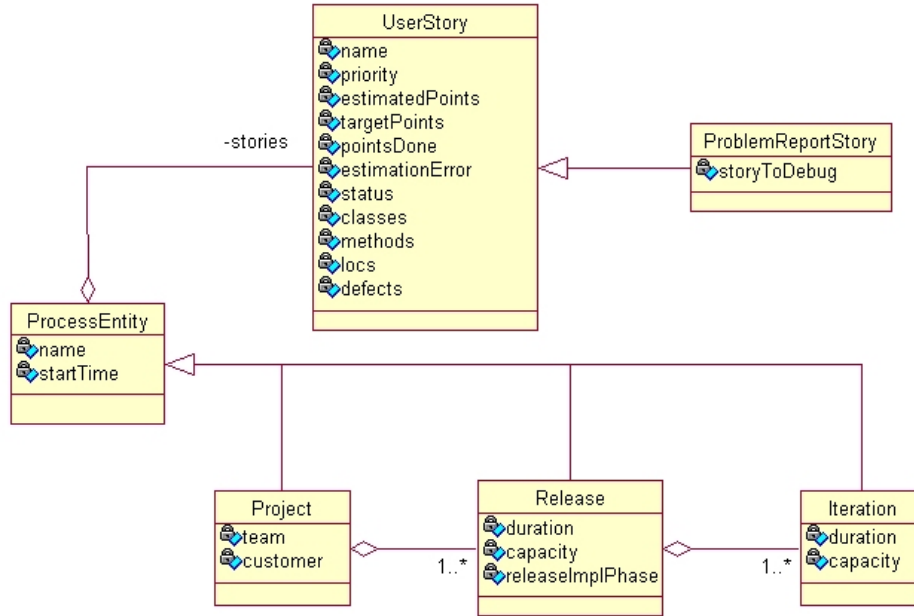 UserStory
name
priority
estimatedPoints
targetPoints
pointsDone
estimationError
status
classes
methods
locs
defects
-stories
ProblemReportStory
storyToDebug
ProcessEntity
name
startTime
Project
team
customer
1..*
Release
duration
capacity
releaseImplPhase
1..*
Iteration
duration
capacity